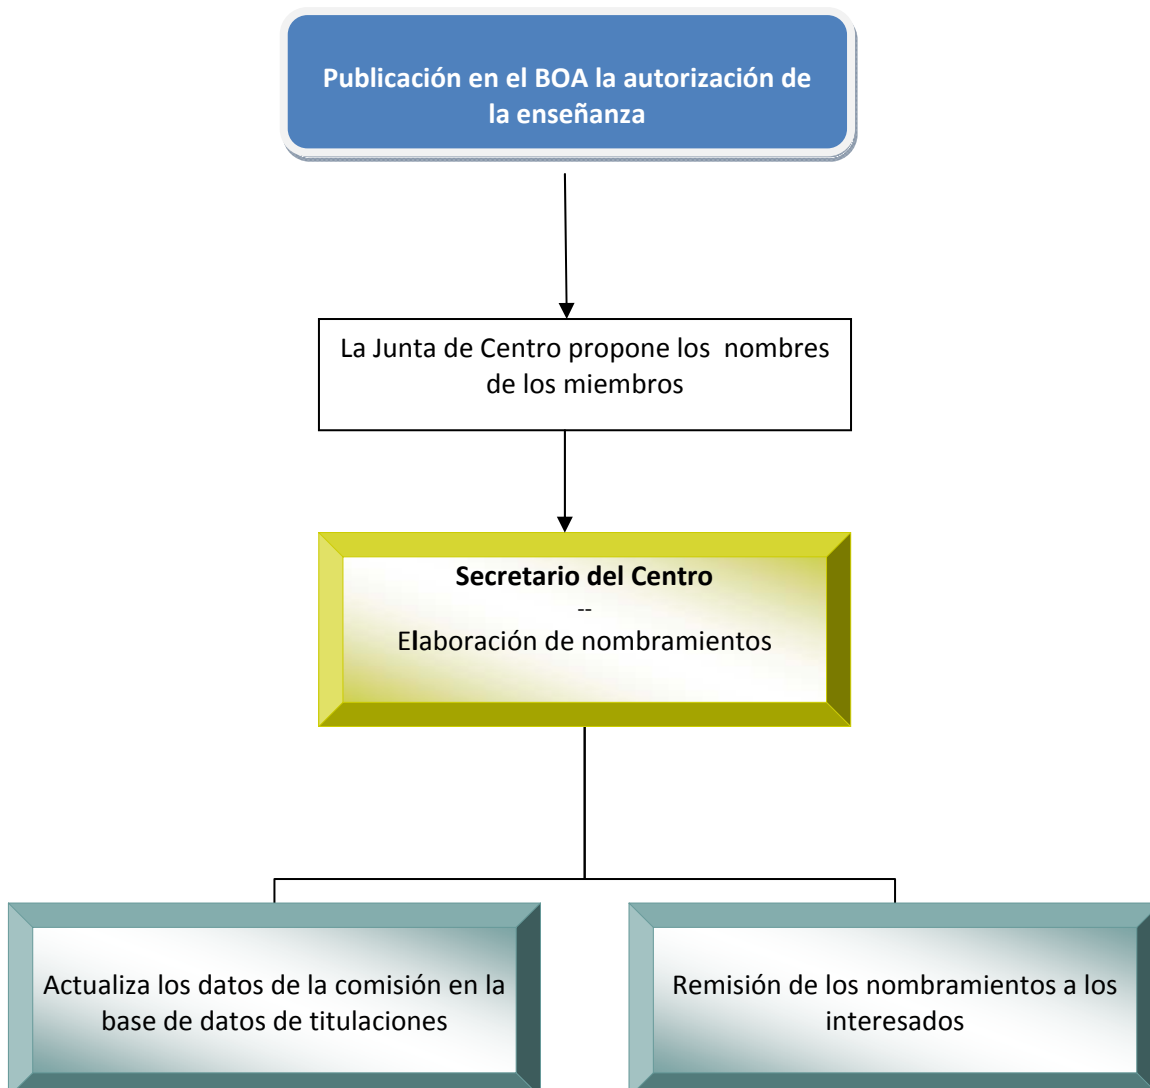 Publicación en el BOA la autorización de
la enseñanza
La Junta de Centro propone los nombres
de los miembros
Secretario del Centro
--
Elaboración de nombramientos
Actualiza los datos de la comisión en la
base de datos de titulaciones
Remisión de los nombramientos a los
interesados